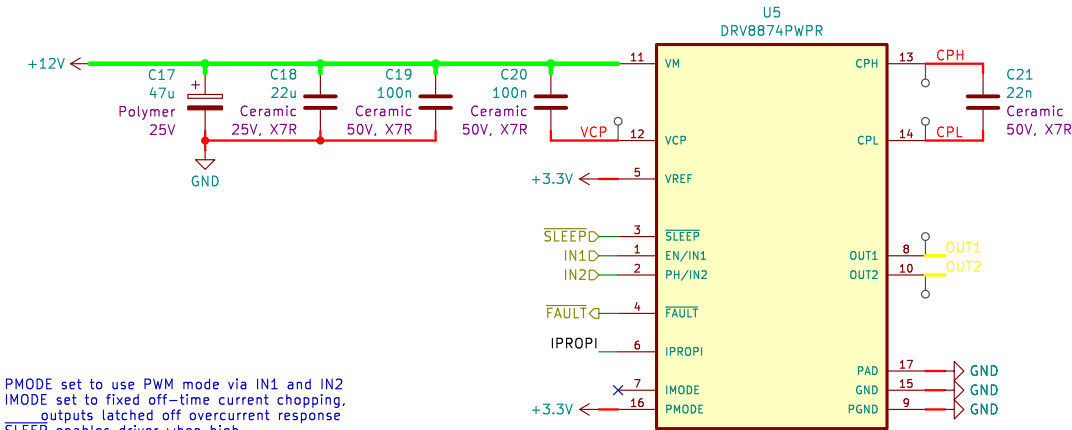 U5
DRV8874PWPR
+12V
C17
47u
Polymer
25V
C18
22u
Ceramic
25V, X7R
C19
100n
Ceramic
50V, X7R
C20
100n
Ceramic
50V, X7R
GND
VCP
11 VM
12 VCP
+3.3V 5 VREF
SLEEP 3 SLEEP
IN1 1 EN/IN1
IN2 2 PH/IN2
FAULT 4 FAULT
IPROPI 6 IPROPI
7 IMODE
+3.3V 16 PMODE
CPH 13 CPH
CPL 14 CPL
C21
22n
Ceramic
50V, X7R
OUT1 8 OUT1
OUT2 10 OUT2
PAD 17 GND
GND 15 GND
PGND 9 GND
PMODE set to use PWM mode via IN1 and IN2
IMODE set to fixed off-time current chopping,
outputs latched off overcurrent response
SLEEP enables driver when high